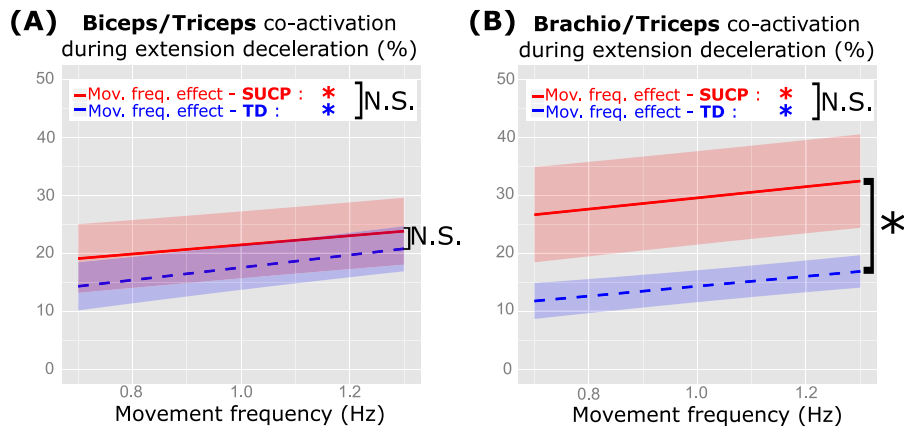 (A) Biceps/Triceps co-activation
during extension deceleration (%)
50
40
30
20
10
0
Mov. freq. effect - SUCP : *
Mov. freq. effect - TD : *
N.S.
N.S.
0.8 1.0 1.2
Movement frequency (Hz)
(B) Brachio/Triceps co-activation
during extension deceleration (%)
50
40
30
20
10
0
Mov. freq. effect - SUCP : *
Mov. freq. effect - TD : *
N.S.
*
0.8 1.0 1.2
Movement frequency (Hz)